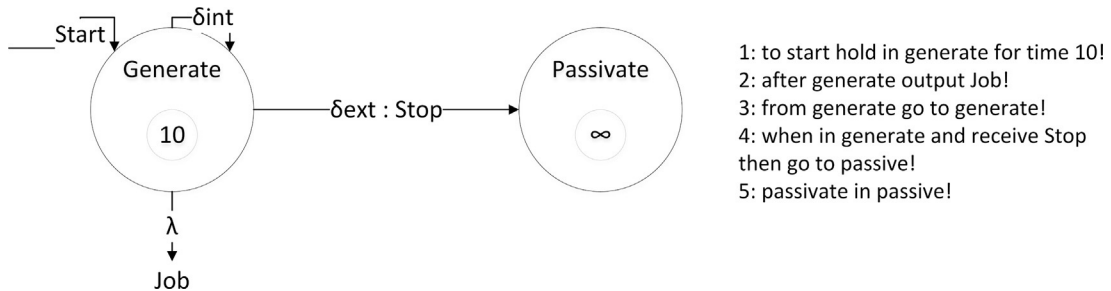 Start
δint
Generate
10
δext : Stop
λ
Job
Passivate
∞
1: to start hold in generate for time 10!
2: after generate output Job!
3: from generate go to generate!
4: when in generate and receive Stop
then go to passive!
5: passivate in passive!